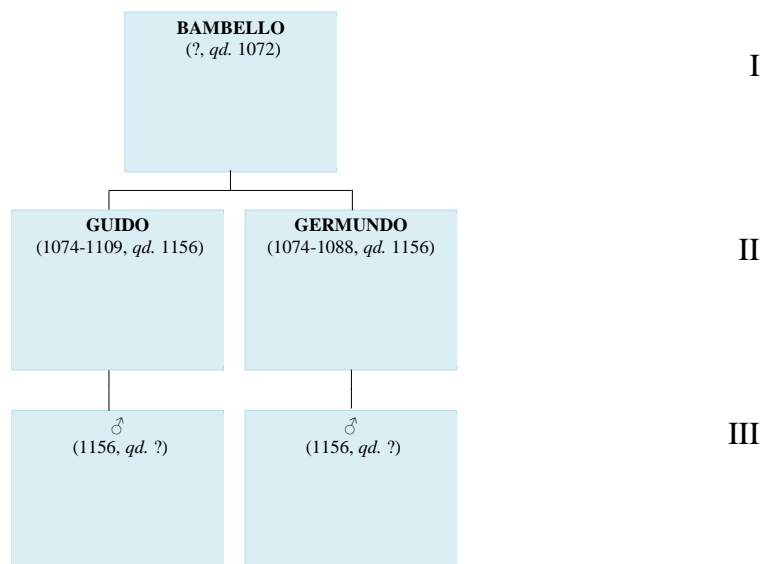 BAMBELLO
(?, qd. 1072)
I
GUIDO
(1074-1109, qd. 1156)
GERMUNDO
(1074-1088, qd. 1156)
II
♂
(1156, qd. ?)
♂
(1156, qd. ?)
III